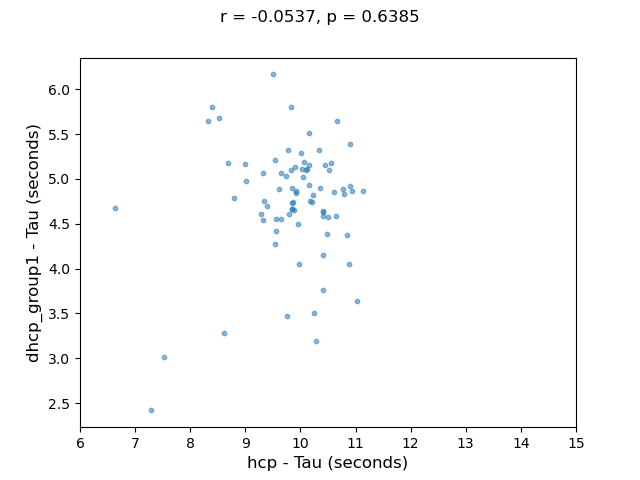 r = -0.0537, p = 0.6385
dhcp_group1 - Tau (seconds)
6.0
5.5
5.0
4.5
4.0
3.5
3.0
2.5
6 7 8 9 10 11 12 13 14 15
hcp - Tau (seconds)